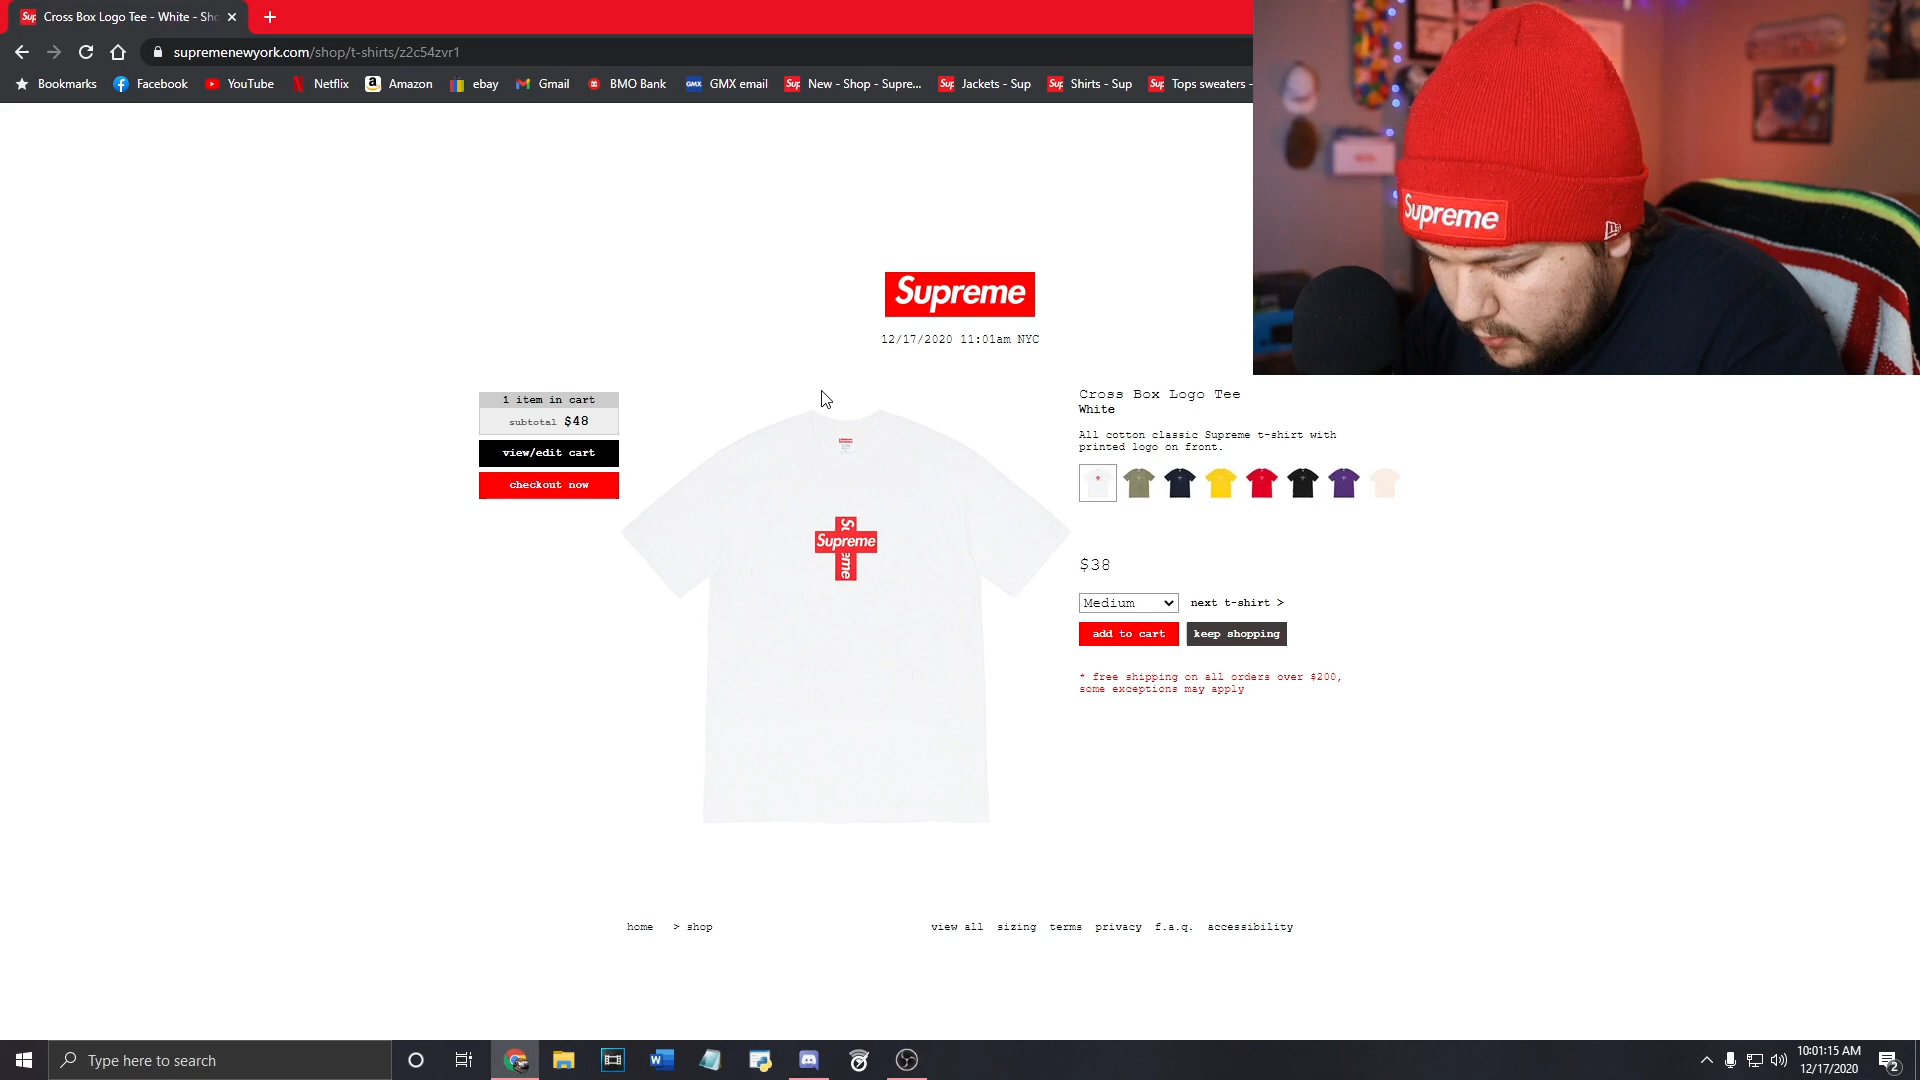 Cross Box Logo Tee - White - Sho
supremenewyork.com/shop/t-shirts/z2c54zvr1
Bookmarks Facebook YouTube Netflix Amazon ebay Gmail BMO Bank GMX email New - Shop - Supre... Jackets - Sup Shirts - Sup Tops sweaters -
Supreme
Supreme
12/17/2020 11:01am NYC
1 item in cart
subtotal $48
view/edit cart
checkout now
Supreme
Su
eme
Cross Box Logo Tee
White
All cotton classic Supreme t-shirt with
printed logo on front.
$38
Medium next t-shirt >
add to cart keep shopping
* free shipping on all orders over $200,
some exceptions may apply
home > shop view all sizing terms privacy f.a.q. accessibility
Type here to search
10:01:15 AM
12/17/2020
2